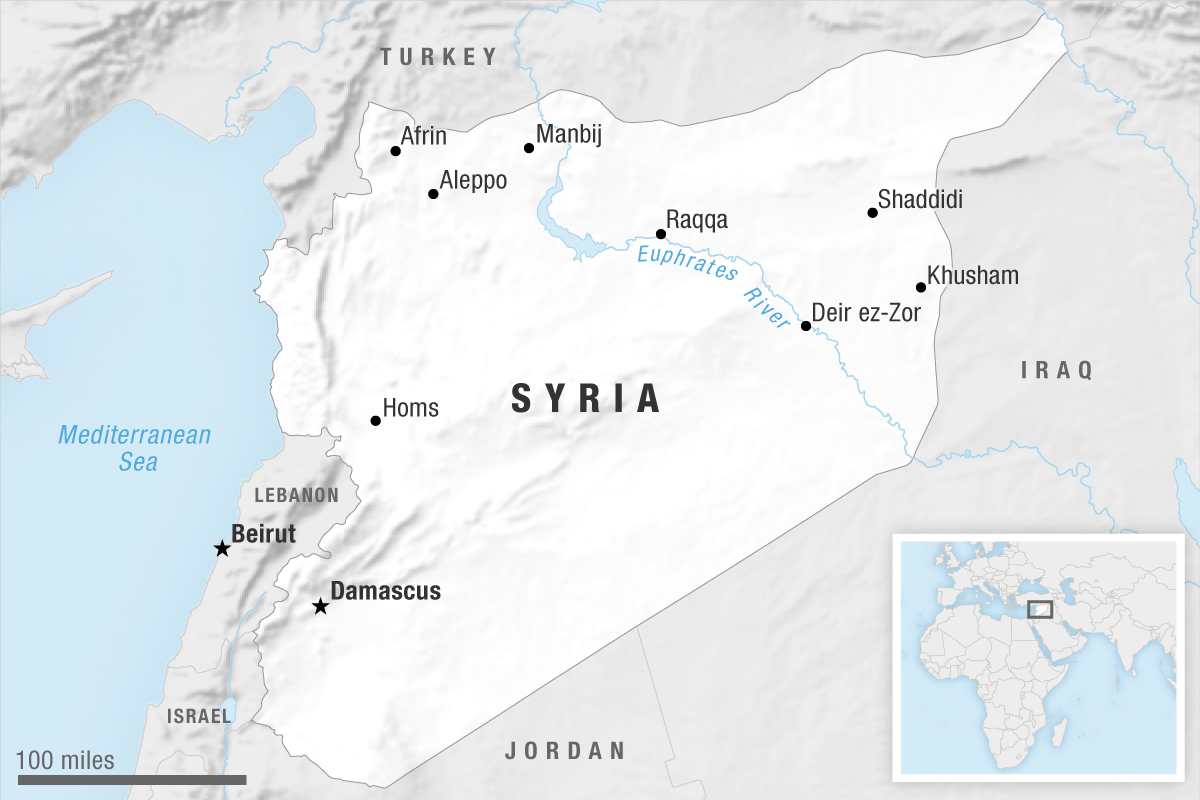 TURKEY
Afrin
Manbij
Aleppo
Shaddidi
Raqqa
Euphrates
River
Khusham
Deir ez-Zor
IRAQ
SYRIA
Homs
Mediterranean
Sea
LEBANON
Beirut
Damascus
ISRAEL
JORDAN
100 miles